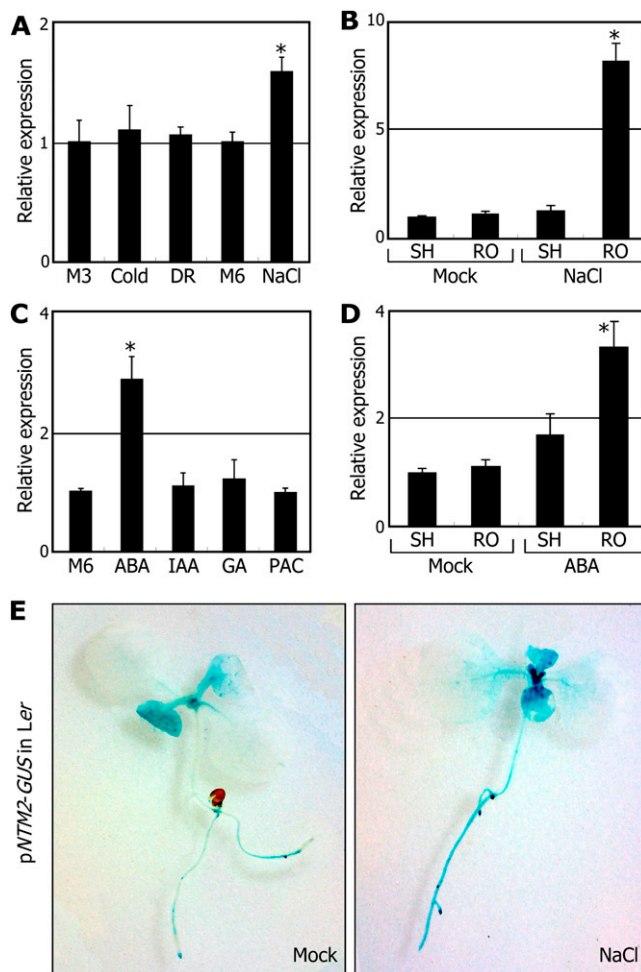 A
Relative expression
2
1
0
*
M3 Cold DR M6 NaCl
B
Relative expression
10
5
0
*
SH RO SH RO
Mock NaCl
C
Relative expression
4
2
0
*
M6 ABA IAA GA PAC
D
Relative expression
4
2
0
*
SH RO SH RO
Mock ABA
E
pNTM2-GUS in Ler
Mock
NaCl